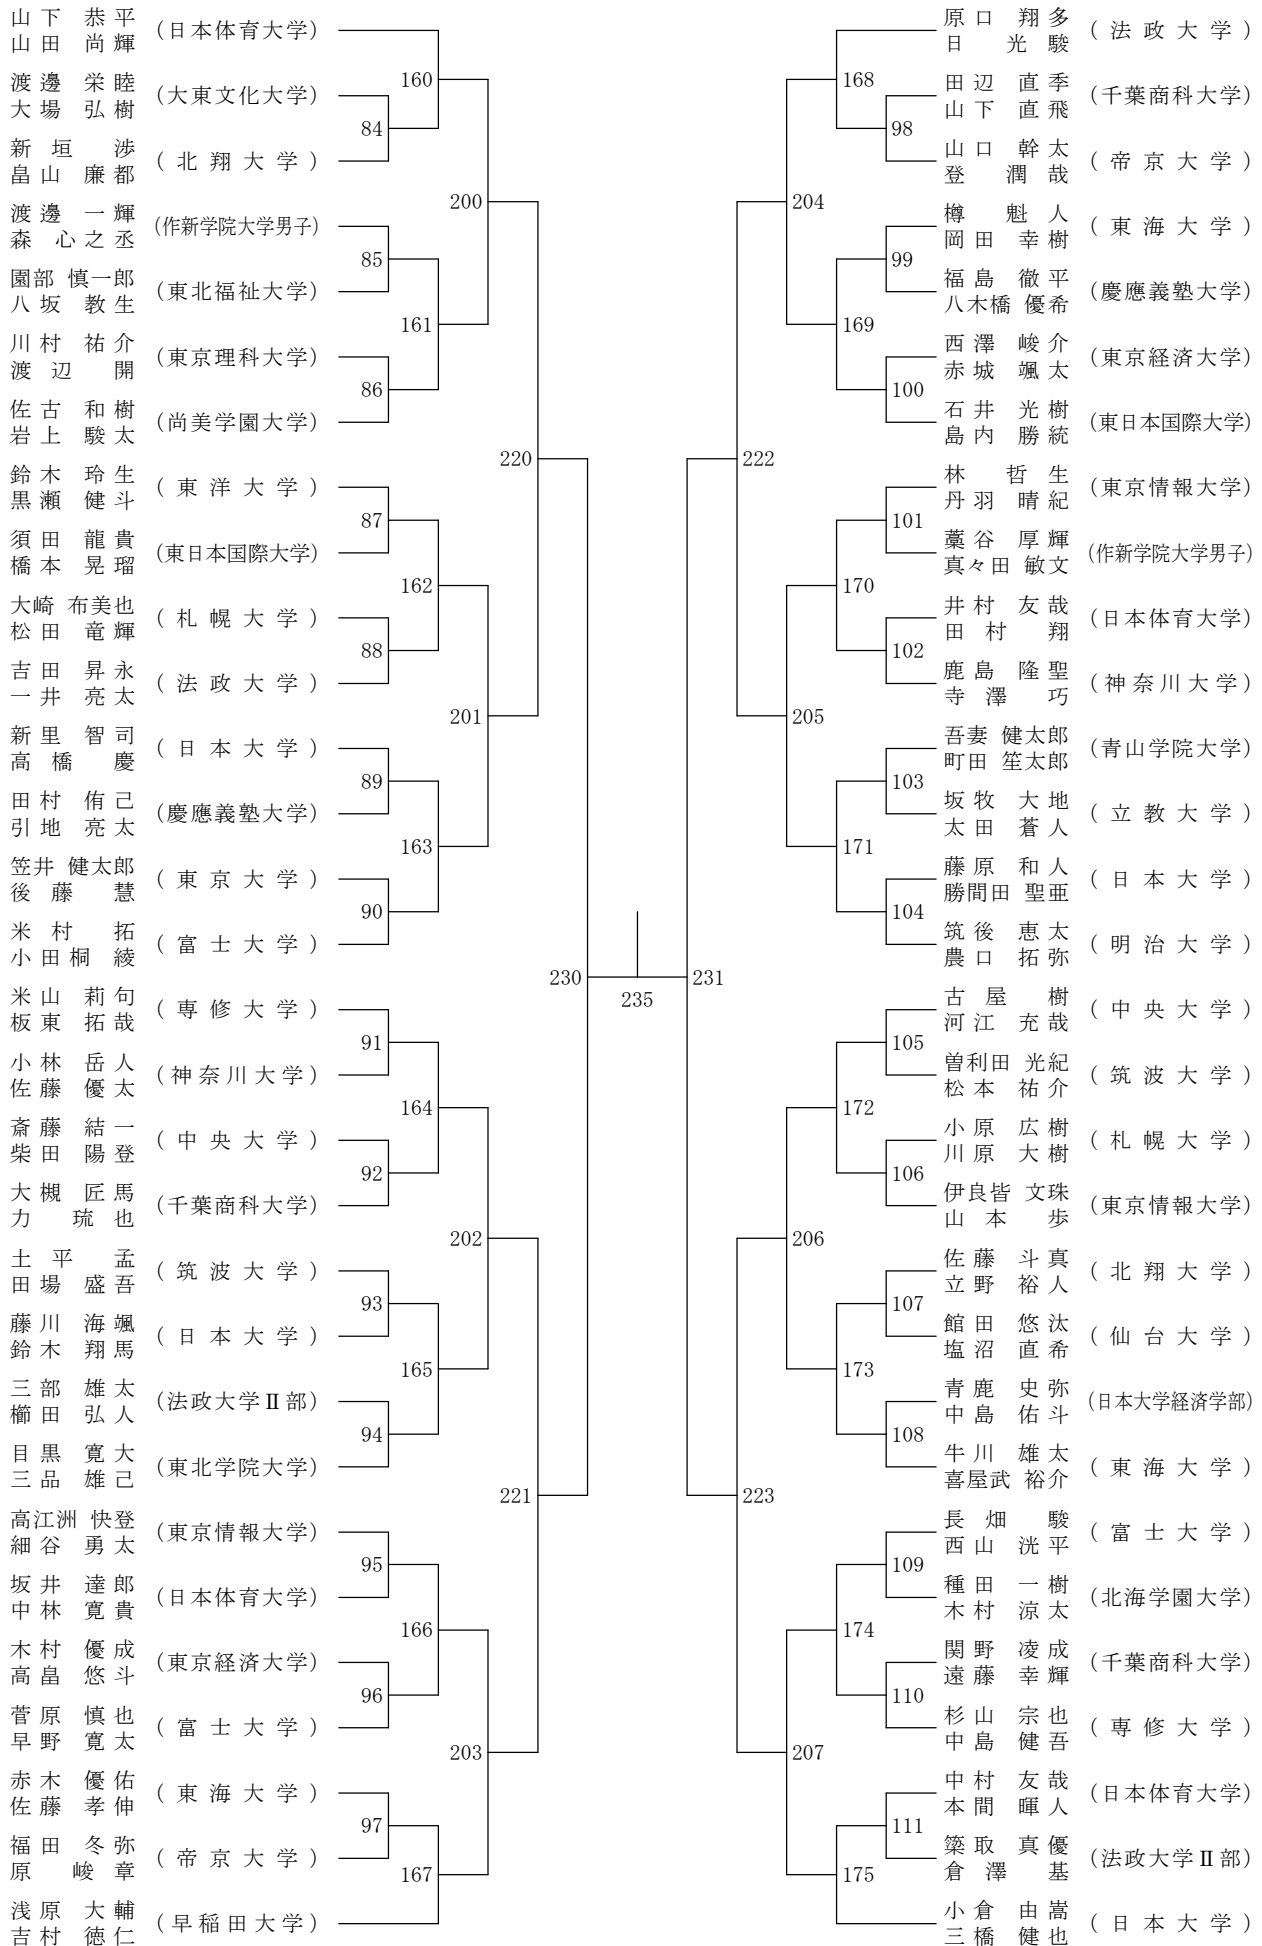 山下 恭平
山田 尚輝
(日本体育大学)
渡邊 栄睦
大場 弘樹
(大東文化大学)
新垣 渉
畠山 廉都
(北翔大学)
渡邊 一輝
森 心之丞
(作新学院大学男子)
園部 慎一郎
八坂 教生
(東北福祉大学)
川村 祐介
渡辺 開
(東京理科大学)
佐古 和樹
岩上 駿太
(尚美学園大学)
鈴木 玲生
黒瀬 健斗
(東洋大学)
須田 龍貴
橋本 晃瑠
(東日本国際大学)
大崎 布美也
松田 竜輝
(札幌大学)
吉田 昇永
一井 亮太
(法政大学)
新里 智司
高橋 慶
(日本大学)
田村 侑己
引地 亮太
(慶應義塾大学)
笠井 健太郎
後藤 慧
(東京大学)
米村 拓
小田桐 綾
(富士大学)
米山 莉句
板東 拓哉
(専修大学)
小林 岳人
佐藤 優太
(神奈川大学)
斎藤 結一
柴田 陽登
(中央大学)
大槻 匠馬
力 琉也
(千葉商科大学)
土平 孟
田場 盛吾
(筑波大学)
藤川 海颯
鈴木 翔馬
(日本大学)
三部 雄太
櫛田 弘人
(法政大学Ⅱ部)
目黒 寛大
三品 雄己
(東北学院大学)
高江洲 快登
細谷 勇太
(東京情報大学)
坂井 達郎
中林 寛貴
(日本体育大学)
木村 優成
高畠 悠斗
(東京経済大学)
菅原 慎也
早野 寛太
(富士大学)
赤木 優佑
佐藤 孝伸
(東海大学)
福田 冬弥
原 峻章
(帝京大学)
浅原 大輔
吉村 徳仁
(早稲田大学)
160
84
200
85
161
86
220
87
162
88
201
89
163
90
230
91
164
92
202
93
165
94
221
95
166
96
203
97
167
235
168
98
204
99
169
100
222
101
170
102
205
103
171
104
231
105
172
106
206
107
173
108
223
109
174
110
207
111
175
原口 翔多
日 光駿
(法政大学)
田辺 直季
山下 直飛
(千葉商科大学)
山口 幹太
登 潤哉
(帝京大学)
樽 魁人
岡田 幸樹
(東海大学)
福島 徹平
八木橋 優希
(慶應義塾大学)
西澤 峻介
赤城 颯太
(東京経済大学)
石井 光樹
島内 勝統
(東日本国際大学)
林 哲生
丹羽 晴紀
(東京情報大学)
藁谷 厚輝
真々田 敏文
(作新学院大学男子)
井村 友哉
田村 翔
(日本体育大学)
鹿島 隆聖
寺澤 巧
(神奈川大学)
吾妻 健太郎
町田 笙太郎
(青山学院大学)
坂牧 大地
太田 蒼人
(立教大学)
藤原 和人
勝間田 聖亜
(日本大学)
筑後 恵太
農口 拓弥
(明治大学)
古屋 樹
河江 充哉
(中央大学)
曽利田 光紀
松本 祐介
(筑波大学)
小原 広樹
川原 大樹
(札幌大学)
伊良皆 文珠
山本 歩
(東京情報大学)
佐藤 斗真
立野 裕人
(北翔大学)
館田 悠汰
塩沼 直希
(仙台大学)
青鹿 史弥
中島 佑斗
(日本大学経済学部)
牛川 雄太
喜屋武 裕介
(東海大学)
長畑 駿
西山 洸平
(富士大学)
種田 一樹
木村 涼太
(北海学園大学)
関野 凌成
遠藤 幸輝
(千葉商科大学)
杉山 宗也
中島 健吾
(専修大学)
中村 友哉
本間 暉人
(日本体育大学)
築取 真優
倉澤 基
(法政大学Ⅱ部)
小倉 由嵩
三橋 健也
(日本大学)